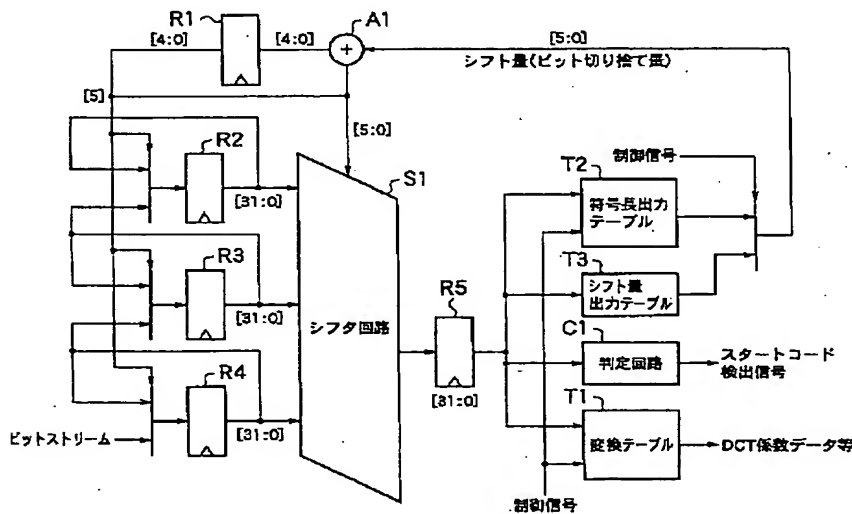 R1
A1
[4:0]
[4:0]
[5:0]
シフト量(ビット切り捨て量)
[5]
[5:0]
R2
[31:0]
S1
制御信号
T2
符号長出力
テーブル
R3
[31:0]
シフタ回路
R5
[31:0]
T3
シフト量
出力テーブル
C1
判定回路
スタートコード
検出信号
R4
[31:0]
ビットストリーム
T1
変換テーブル
DCT係数データ等
制御信号